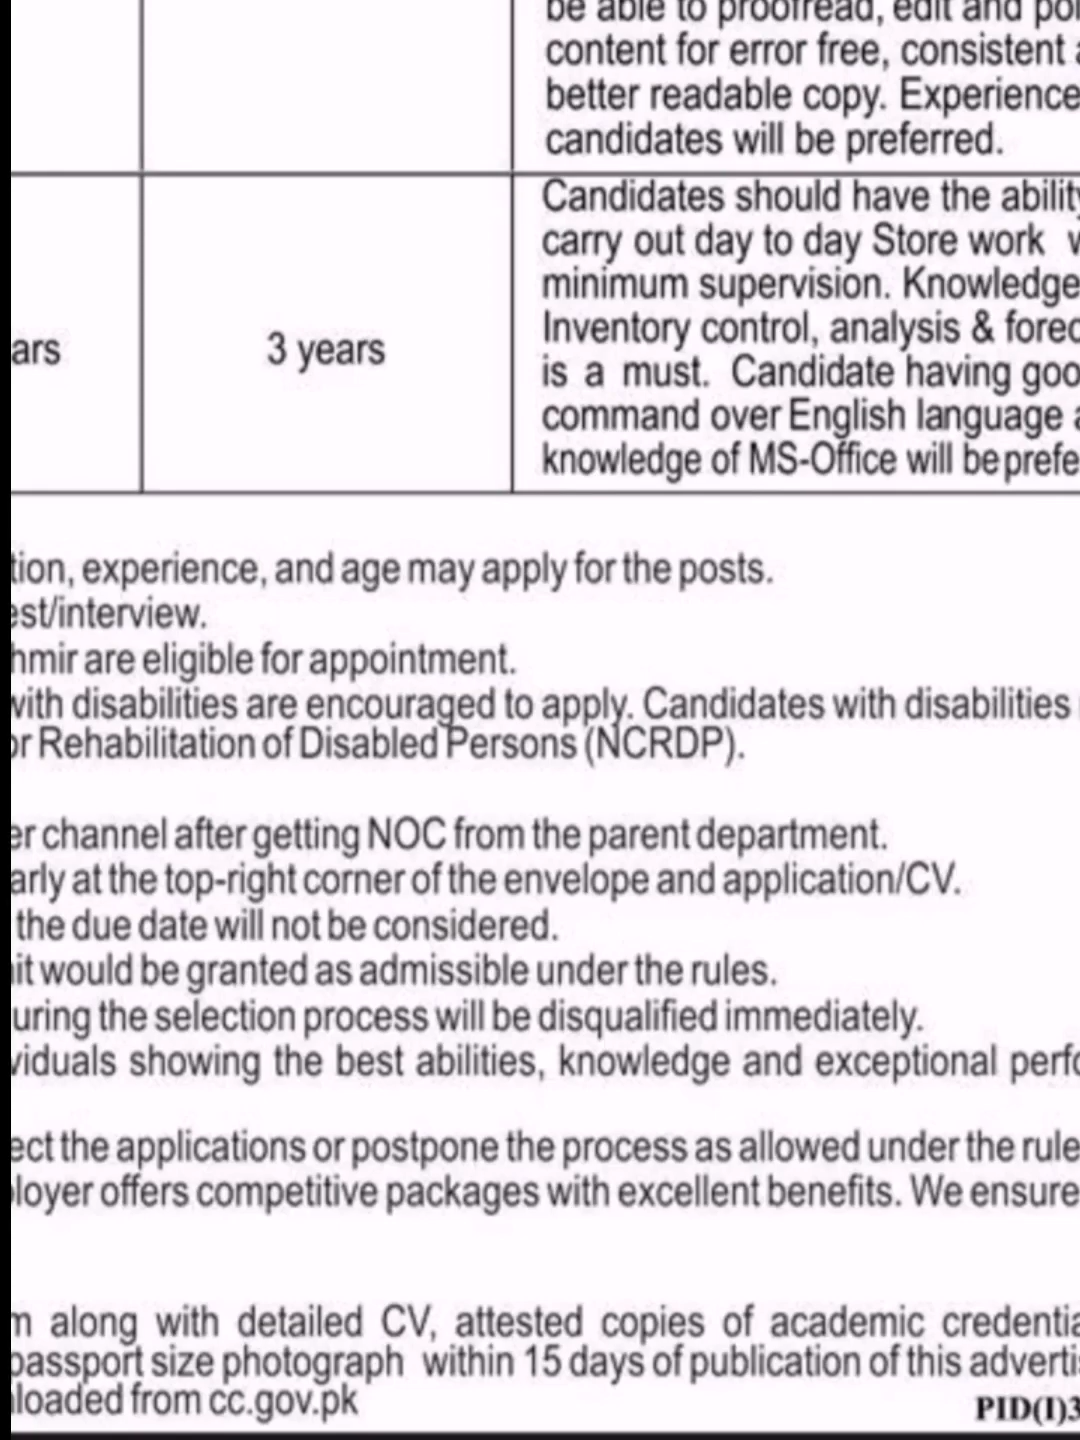 be able to proofread, edit and pol
content for error free, consistent a
better readable copy. Experience
candidates will be preferred.
Candidates should have the ability
carry out day to day Store work w
minimum supervision. Knowledge
Inventory control, analysis & forec
is a must. Candidate having goo
command over English language a
knowledge of MS-Office will be prefe
ars 3 years
tion, experience, and age may apply for the posts.
est/interview.
hmir are eligible for appointment.
with disabilities are encouraged to apply. Candidates with disabilities
or Rehabilitation of Disabled Persons (NCRDP).
er channel after getting NOC from the parent department.
arly at the top-right corner of the envelope and application/CV.
the due date will not be considered.
it would be granted as admissible under the rules.
uring the selection process will be disqualified immediately.
viduals showing the best abilities, knowledge and exceptional perfo
ect the applications or postpone the process as allowed under the rule
loyer offers competitive packages with excellent benefits. We ensure
m along with detailed CV, attested copies of academic credentia
passport size photograph within 15 days of publication of this adverti
loaded from cc.gov.pk
PID(I)3